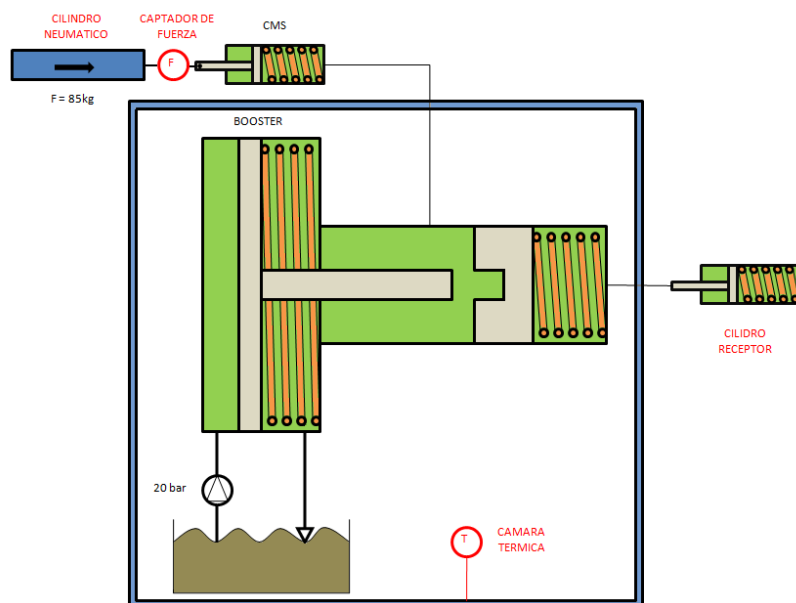 CILINDRO
NEUMATICO
CAPTADOR DE
FUERZA
CMS
F
F = 85kg
BOOSTER
CILIDRO
RECEPTOR
20 bar
T
CAMARA
TERMICA